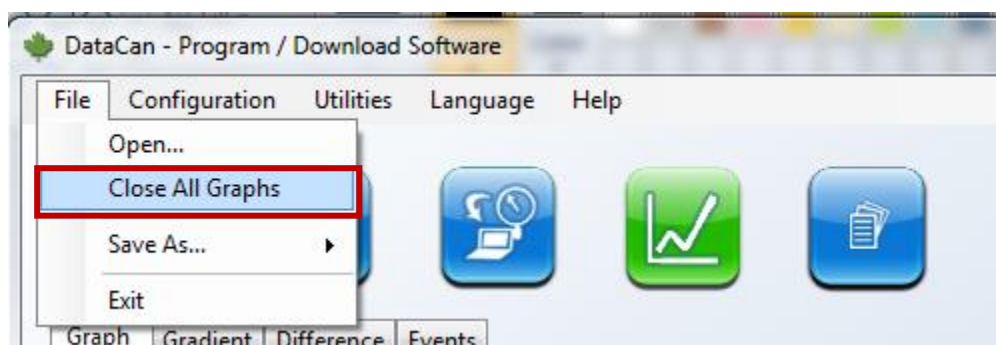 DataCan - Program / Download Software
File Configuration Utilities Language Help
Open...
Close All Graphs
Save As...
Exit
Graph Gradient Difference Events